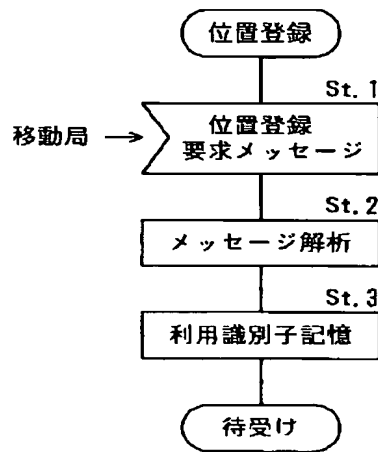 位置登録
St.1
移動局 → 位置登録
要求メッセージ
St.2
メッセージ解析
St.3
利用識別子記憶
待受け